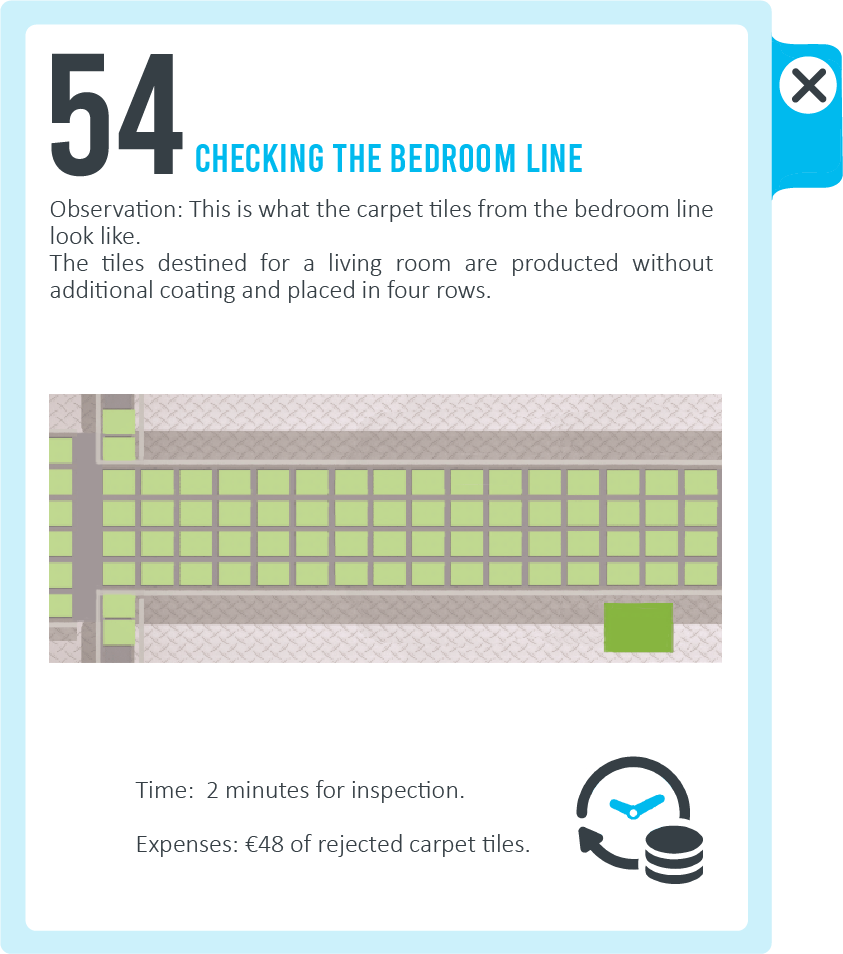 54 CHECKING THE BEDROOM LINE
Observation: This is what the carpet tiles from the bedroom line
look like.
The tiles destined for a living room are producted without
additional coating and placed in four rows.
Time: 2 minutes for inspection.
Expenses: €48 of rejected carpet tiles.